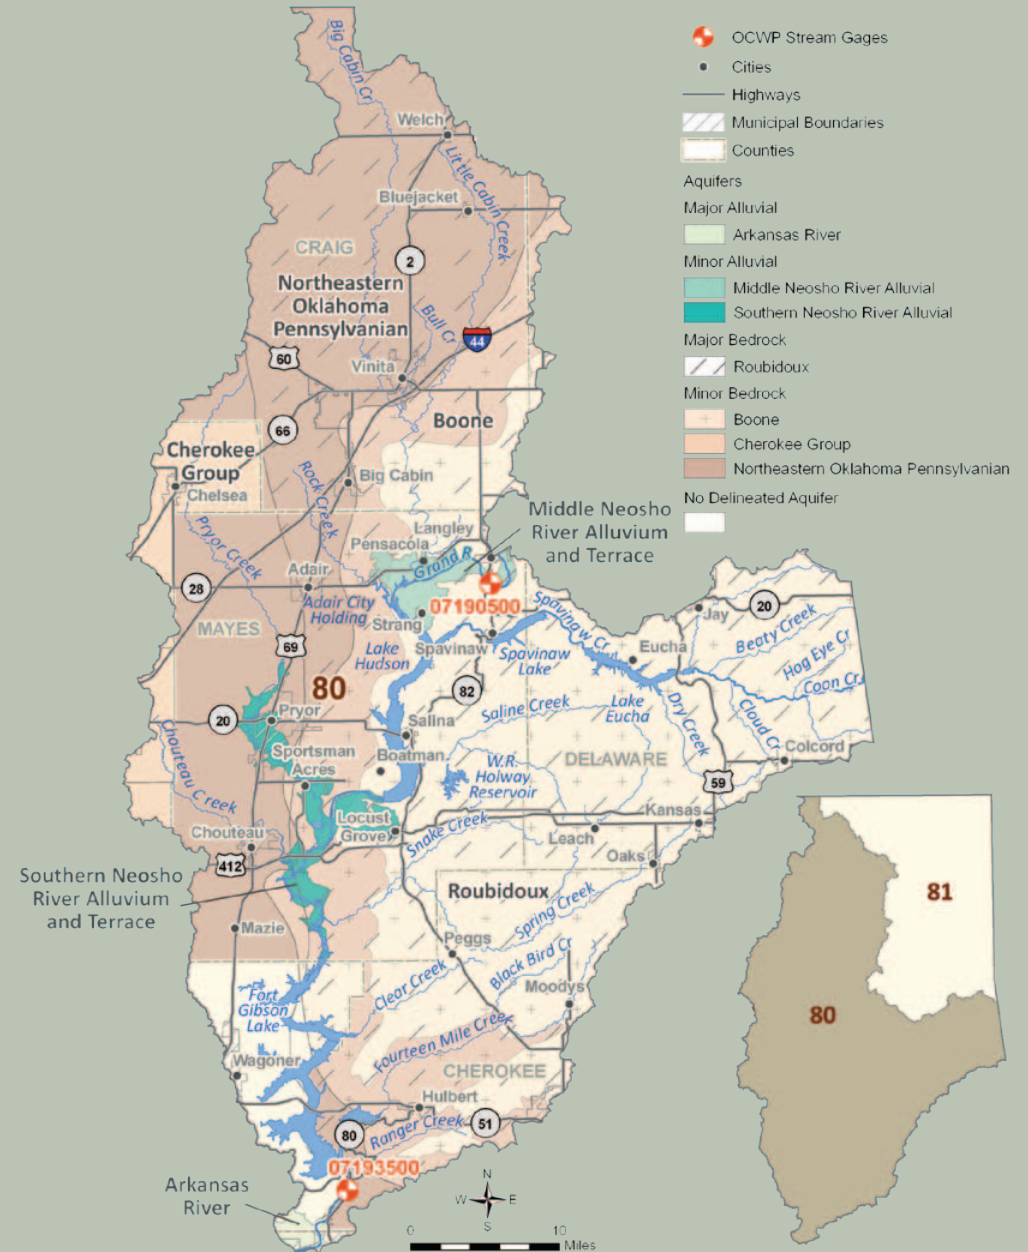 OCWP Stream Gages
Cities
Highways
Municipal Boundaries
Counties
Aquifers
Major Alluvial
Arkansas River
Minor Alluvial
Middle Neosho River Alluvial
Southern Neosho River Alluvial
Major Bedrock
Roubidoux
Minor Bedrock
Boone
Cherokee Group
Northeastern Oklahoma Pennsylvanian
No Delineated Aquifer
Big Cabin Cr
Welch
Little Cabin Creek
Bluejacket
CRAIG
2
Northeastern
Oklahoma
Pennsylvanian
Bull Cr
44
60
Vinita
66
Boone
Cherokee
Group
Chelsea
Rock Creek
Big Cabin
Pryor Creek
Langley
Pensacola
Grand R
Middle Neosho
River Alluvium
and Terrace
28
Adair
Adair City
Holding
07190500
Strang
MAYES
69
Lake
Hudson
Spavinaw
Spavinaw Cr
Spavinaw
Lake
Eucha
Jay
20
Beaty Creek
Hog Eye Cr
Coon Cr
80
82
20
Pryor
Salina
Saline Creek
Lake
Eucha
Dry Creek
Cloud Cr
Colcord
Chouteau Creek
Sportsman
Acres
Boatman
W.R.
Holway
Reservoir
DELAWARE
59
Chouteau
Locust
Grove
Snake Creek
Kansas
Leach
Oaks
412
Southern Neosho
River Alluvium
and Terrace
Roubidoux
Spring Creek
Mazie
Peggs
Black Bird Cr
Clear Creek
Moodys
Fort
Gibson
Lake
Fourteen Mile Cree
Wagoner
CHEROKEE
Hulbert
80
Ranger Creek
51
07193500
Arkansas
River
N
W
E
S
0
10
Miles
81
80